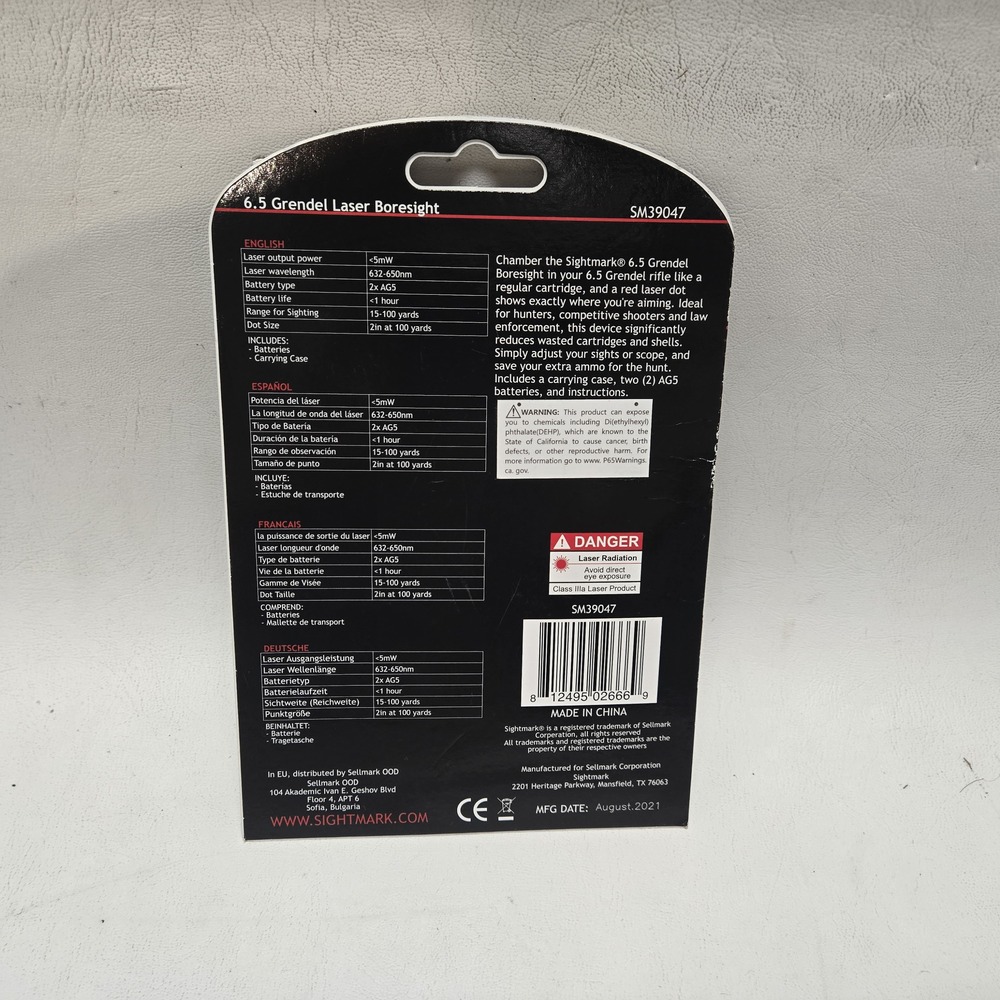 6.5 Grendel Laser Boresight
SM39047
ENGLISH
Laser output power <5mW
Laser wavelength 632-650nm
Battery type 2x AG5
Battery life <1 hour
Range for Sighting 15-100 yards
Dot Size 2in at 100 yards
INCLUDES:
- Batteries
- Carrying Case
ESPAÑOL
Potencia del láser <5mW
La longitud de onda del láser 632-650nm
Tipo de Bateria 2x AG5
Duración de la batería <1 hour
Rango de observación 15-100 yards
Tamaño de punto 2in at 100 yards
INCLUYE:
- Baterias
- Estuche de transporte
FRANCAIS
la puissance de sortie du laser <5mW
Laser longueur d'onde 632-650nm
Type de batterie 2x AG5
Vie de la batterie <1 hour
Gamme de Visée 15-100 yards
Dot Taille 2in at 100 yards
COMPREND:
- Batteries
- Mallette de transport
DEUTSCHE
Laser Ausgangsleistung <5mW
Laser Wellenlänge 632-650nm
Batterietyp 2x AG5
Batterielaufzeit <1 hour
Sichtweite (Reichweite) 15-100 yards
Punktgröße 2in at 100 yards
BEINHALTET:
- Batterie
- Tragetasche
In EU, distributed by Sellmark OOD
Sellmark OOD
104 Akademic Ivan E. Geshov Blvd
Floor 4, APT 6
Sofia, Bulgaria
WWW.SIGHTMARK.COM
Chamber the Sightmark® 6.5 Grendel
Boresight in your 6.5 Grendel rifle like a
regular cartridge, and a red laser dot
shows exactly where you're aiming. Ideal
for hunters, competitive shooters and law
enforcement, this device significantly
reduces wasted cartridges and shells.
Simply adjust your sights or scope, and
save your extra ammo for the hunt.
Includes a carrying case, two (2) AG5
batteries, and instructions.
WARNING: This product can expose
you to chemicals including Di(ethylhexyl)
phthalate(DEHP), which are known to the
State of California to cause cancer, birth
defects, or other reproductive harm. For
more information go to www. P65Warnings.
ca. gov.
DANGER
Laser Radiation
Avoid direct
eye exposure
Class IIIa Laser Product
SM39047
8 12495 02666 9
MADE IN CHINA
Sightmark® is a registered trademark of Sellmark
Corporation, all rights reserved
All trademarks and registered trademarks are the
property of their respective owners
Manufactured for Sellmark Corporation
Sightmark
2201 Heritage Parkway, Mansfield, TX 76063
CE
MFG DATE: August.2021